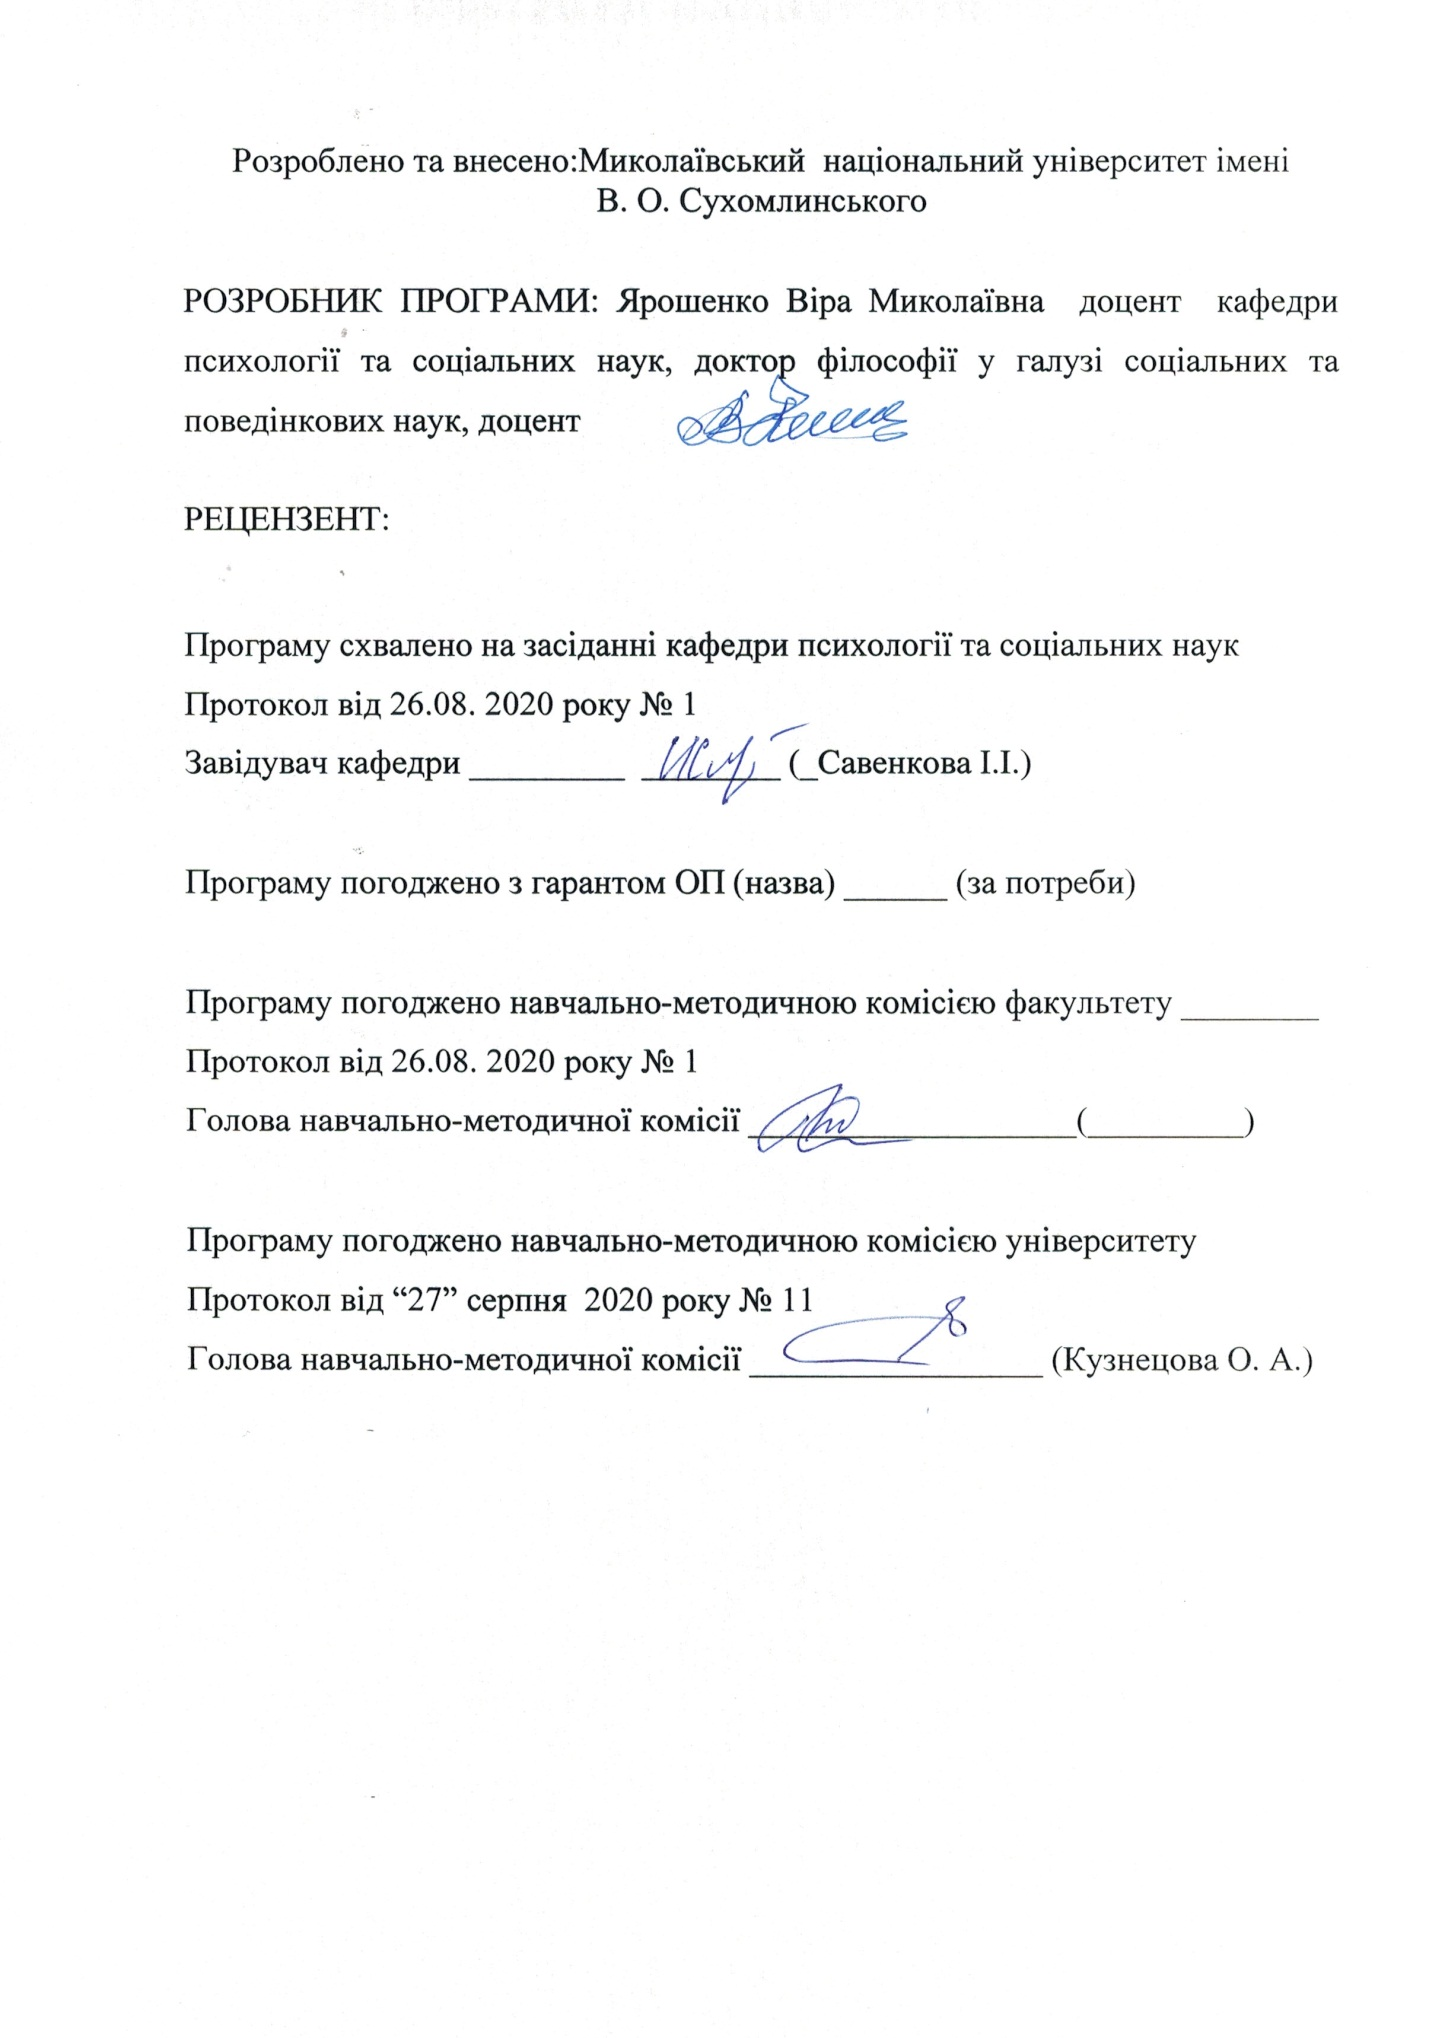 Розроблено та внесено:Миколаївський національний університет імені
В. О. Сухомлинського
РОЗРОБНИК ПРОГРАМИ: Ярошенко Віра Миколаївна доцент кафедри
психології та соціальних наук, доктор філософії у галузі соціальних та
поведінкових наук, доцент
РЕЦЕНЗЕНТ:
Програму схвалено на засіданні кафедри психології та соціальних наук
Протокол від 26.08. 2020 року № 1
Завідувач кафедри _________ ________ (_Савенкова І.І.)
Програму погоджено з гарантом ОП (назва) ______ (за потреби)
Програму погоджено навчально-методичною комісією факультету ________
Протокол від 26.08. 2020 року № 1
Голова навчально-методичної комісії ___________________(_________)
Програму погоджено навчально-методичною комісією університету
Протокол від “27” серпня 2020 року № 11
Голова навчально-методичної комісії _________________ (Кузнецова О. А.)